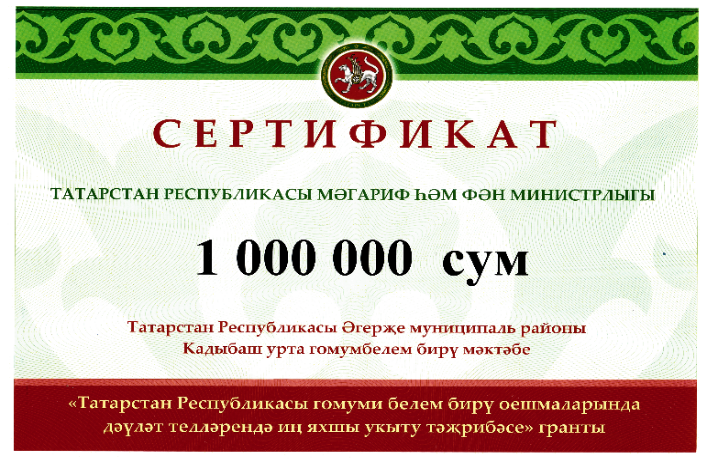 СЕРТИФИКАТ
ТАТАРСТАН РЕСПУБЛИКАСЫ МӘГАРИФ ҺӘМ ФӘН МИНИСТРЛЫГЫ
1 000 000 сум
Татарстан Республикасы Әгерҗе муниципаль районы
Кадыбаш урта гомумбелем бирү мәктәбе
«Татарстан Республикасы гомуми белем бирү оешмаларында
дәүләт телләрендә иң яхшы укыту тәҗрибәсе» гранты